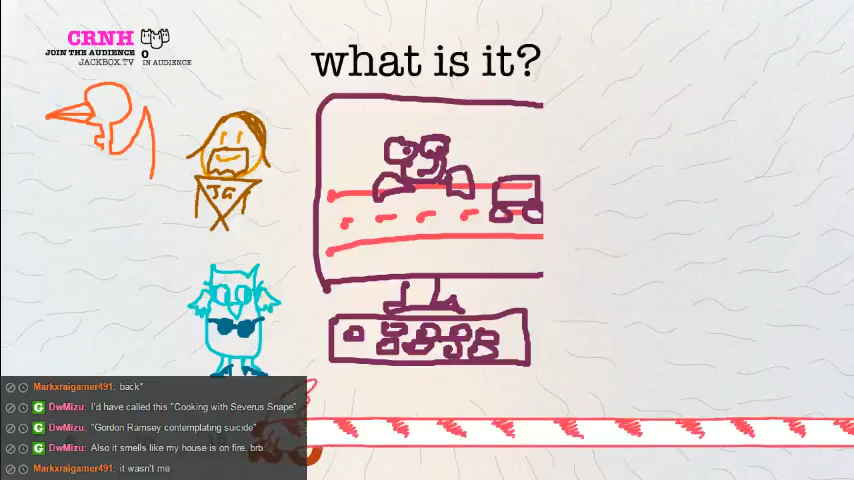 CRNH
JOIN THE AUDIENCE
JACKBOX.TV
0
IN AUDIENCE
what is it?
JG
Markxraigamer491: back*
G DwMizu: I'd have called this "Cooking with Severus Snape"
G DwMizu: "Gordon Ramsey contemplating suicide"
G DwMizu: Also it smells like my house is on fire, brb
Markxraigamer491: it wasn't me